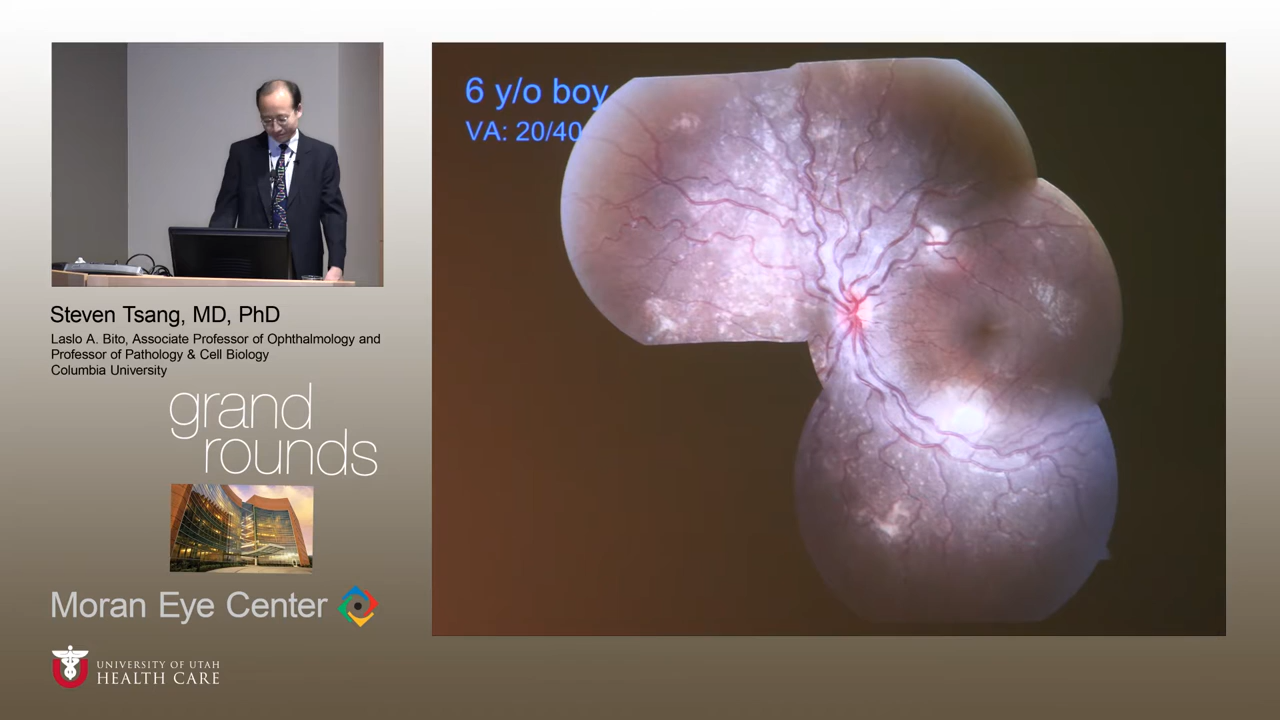 6 y/o boy
VA: 20/40
Steven Tsang, MD, PhD
Laslo A. Bito, Associate Professor of Ophthalmology and
Professor of Pathology & Cell Biology
Columbia University
grand
rounds
Moran Eye Center
UNIVERSITY OF UTAH
HEALTH CARE